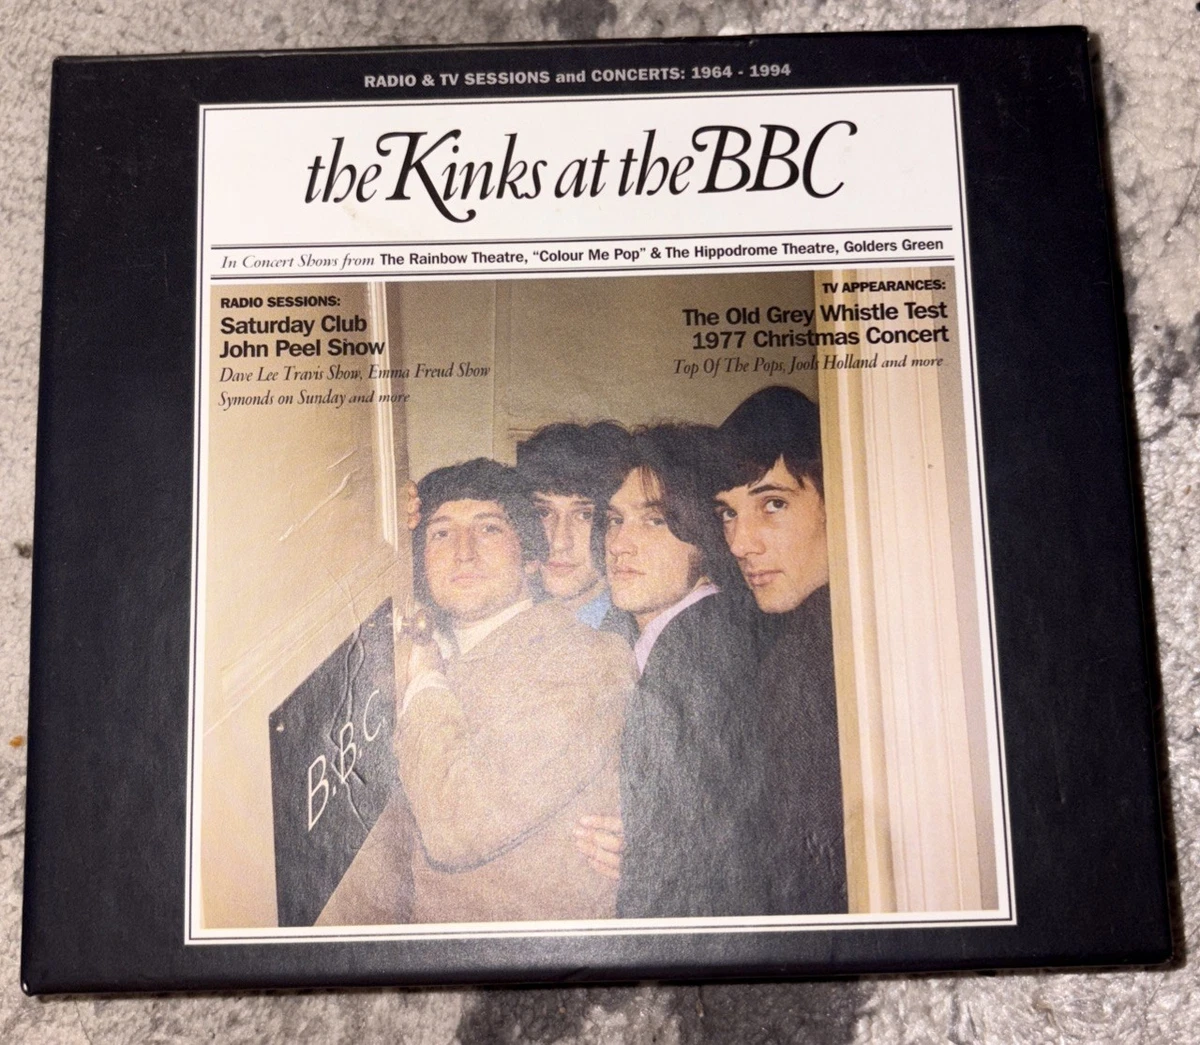 RADIO & TV SESSIONS and CONCERTS: 1964 - 1994
the Kinks at the BBC
In Concert Shows from The Rainbow Theatre, "Colour Me Pop" & The Hippodrome Theatre, Golders Green
RADIO SESSIONS:
Saturday Club
John Peel Show
Dave Lee Travis Show, Emma Freud Show
Symonds on Sunday and more
TV APPEARANCES:
The Old Grey Whistle Test
1977 Christmas Concert
Top Of The Pops, Jools Holland and more
B.B.C